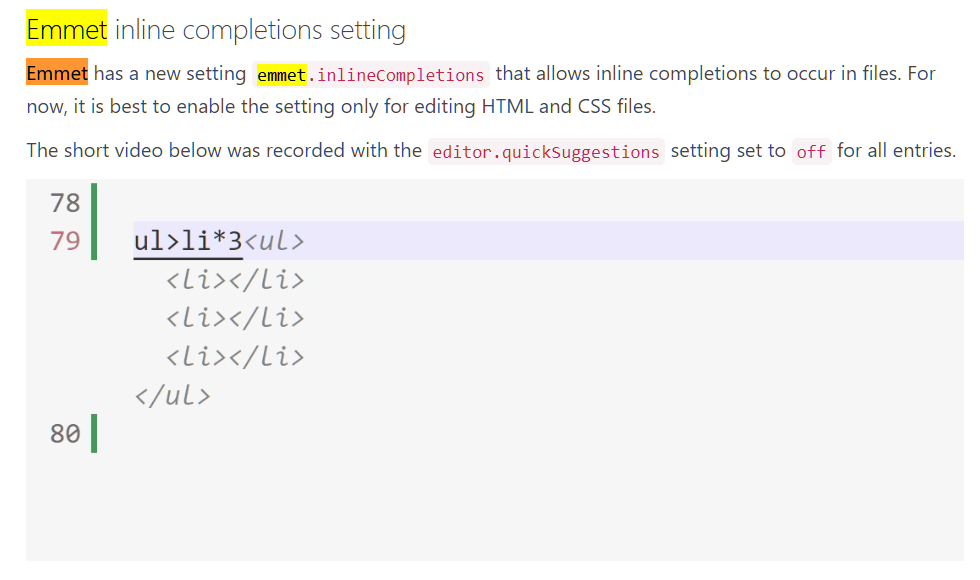 Emmet inline completions setting
Emmet has a new setting emmet.inlineCompletions that allows inline completions to occur in files. For
now, it is best to enable the setting only for editing HTML and CSS files.
The short video below was recorded with the editor.quickSuggestions setting set to off for all entries.
78
79 ul>li*3<ul>
<li></li>
<li></li>
<li></li>
</ul>
80